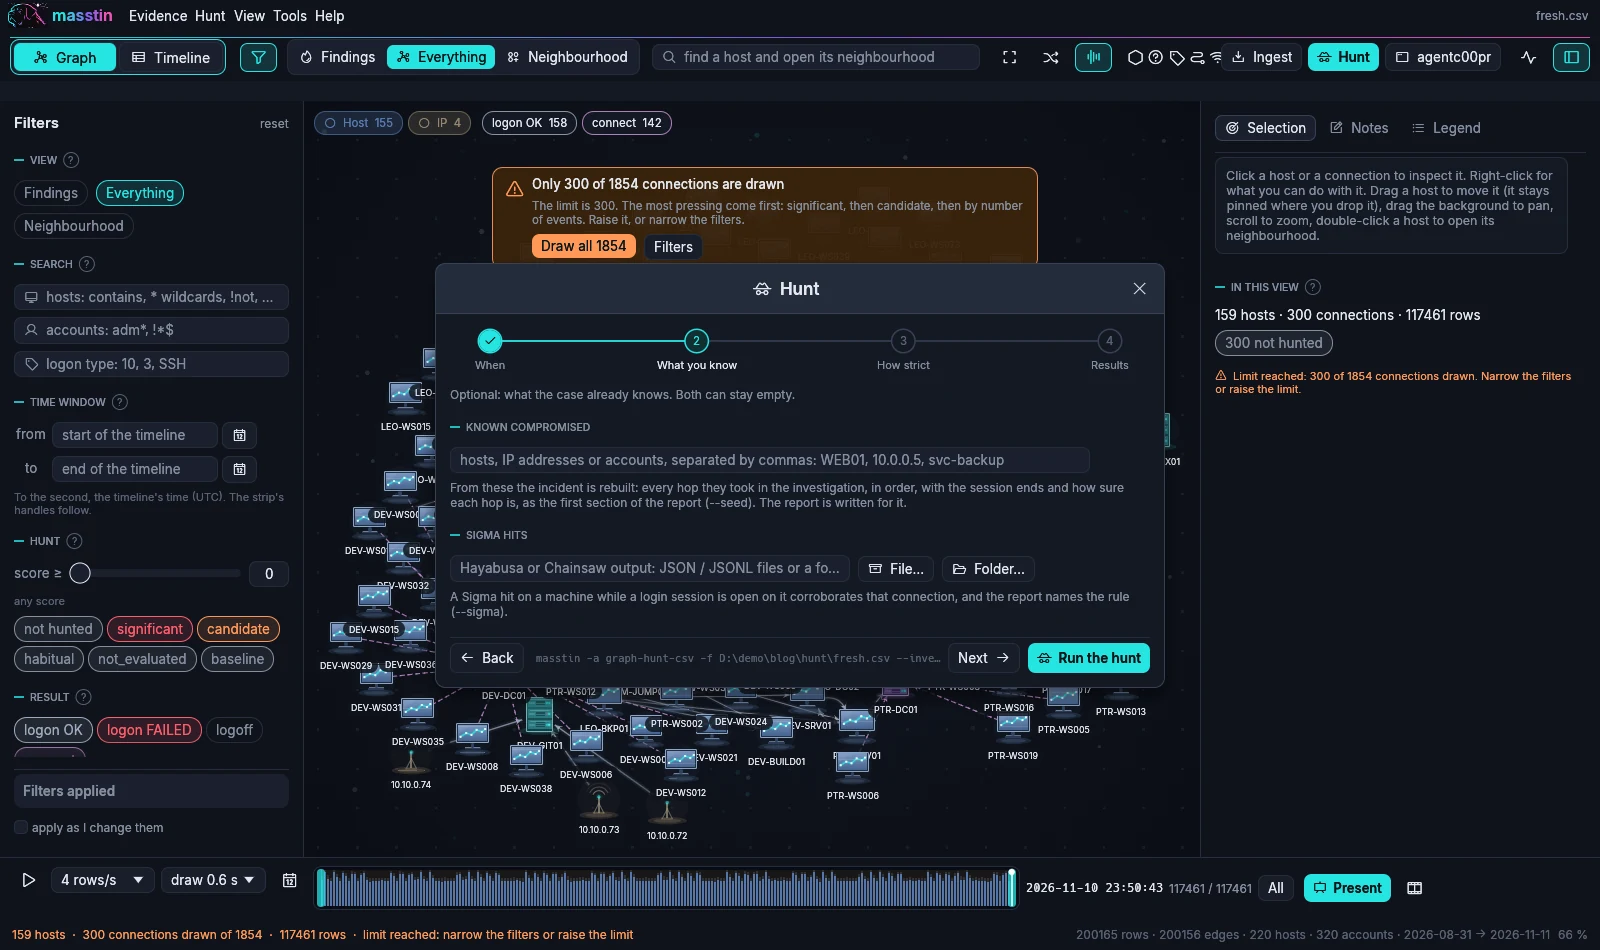 masstin Evidence Hunt View Tools Help fresh.csv
Graph Timeline Findings Everything Neighbourhood find a host and open its neighbourhood Ingest Hunt agentc00pr
Filters reset
VIEW ?
Findings Everything
Neighbourhood
SEARCH ?
hosts: contains, * wildcards, !not, ...
accounts: adm*, !*$
logon type: 10, 3, SSH
TIME WINDOW ?
from start of the timeline
to end of the timeline
To the second, the timeline's time (UTC). The strip's
handles follow.
HUNT ?
score ≥ 0
any score
not hunted significant candidate
habitual not_evaluated baseline
RESULT ?
logon OK logon FAILED logoff
Filters applied
apply as I change them
Host 155 IP 4 logon OK 158 connect 142
Only 300 of 1854 connections are drawn
The limit is 300. The most pressing come first: significant, then candidate, then by number
of events. Raise it, or narrow the filters.
Draw all 1854 Filters
Hunt
2 3 4
When What you know How strict Results
Optional: what the case already knows. Both can stay empty.
KNOWN COMPROMISED
hosts, IP addresses or accounts, separated by commas: WEB01, 10.0.0.5, svc-backup
From these the incident is rebuilt: every hop they took in the investigation, in order, with the session ends and how sure
each hop is, as the first section of the report (--seed). The report is written for it.
SIGMA HITS
Hayabusa or Chainsaw output: JSON / JSONL files or a fo... File... Folder...
A Sigma hit on a machine while a login session is open on it corroborates that connection, and the report names the rule
(--sigma).
Back masstin -a graph-hunt-csv -f D:\demo\blog\hunt\fresh.csv --inve... Next Run the hunt
LEO-
LEO-WS015
DEV-WS032
DEV-WS015
DEV-WS029 DEV-WS036
DEV-DC01 PTR-WS012
DEV-WS031 PTR-DC01 PTR-WS016 PTR-WS013
LEO-BKP01 PTR-WS002 DEV-WS024 PTR-WS005
DEV-WS035 PTR-WS019
DEV-WS008 DEV-WS006 DEV-BUILD01
10.10.0.74 DEV-WS038 DEV-WS012 PTR-WS006
10.10.0.73 10.10.0.72
Selection Notes Legend
Click a host or a connection to inspect it. Right-click for
what you can do with it. Drag a host to move it (it stays
pinned where you drop it), drag the background to pan,
scroll to zoom, double-click a host to open its
neighbourhood.
IN THIS VIEW ?
159 hosts · 300 connections · 117461 rows
300 not hunted
Limit reached: 300 of 1854 connections drawn. Narrow the filters
or raise the limit.
4 rows/s draw 0.6 s 2026-11-10 23:50:43 117461 / 117461 All Present
159 hosts · 300 connections drawn of 1854 · 117461 rows · limit reached: narrow the filters or raise the limit
200165 rows · 200156 edges · 220 hosts · 320 accounts · 2026-08-31 → 2026-11-11 66 %